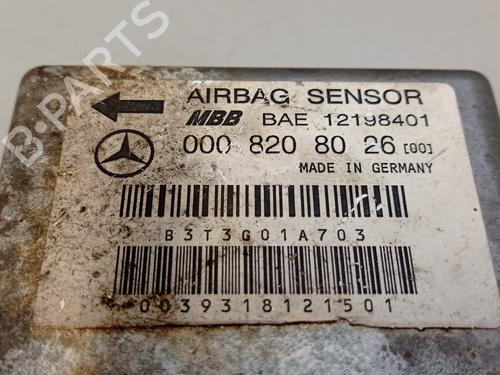 AIRBAG SENSOR
MBB BAE 12198401
000 820 80 26 [00]
MADE IN GERMANY
B3T3G01A703
0039318121501
B-PARTS